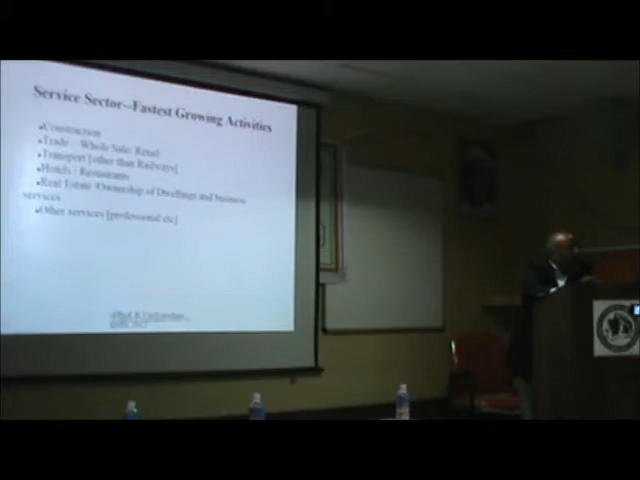 Service Sector--Fastest Growing Activities
Construction
Trade - Whole Sale/ Retail
Transport [other than Railways]
Hotels / Restaurants
Real Estate /Ownership of Dwellings and business
services
Other services [professional etc]